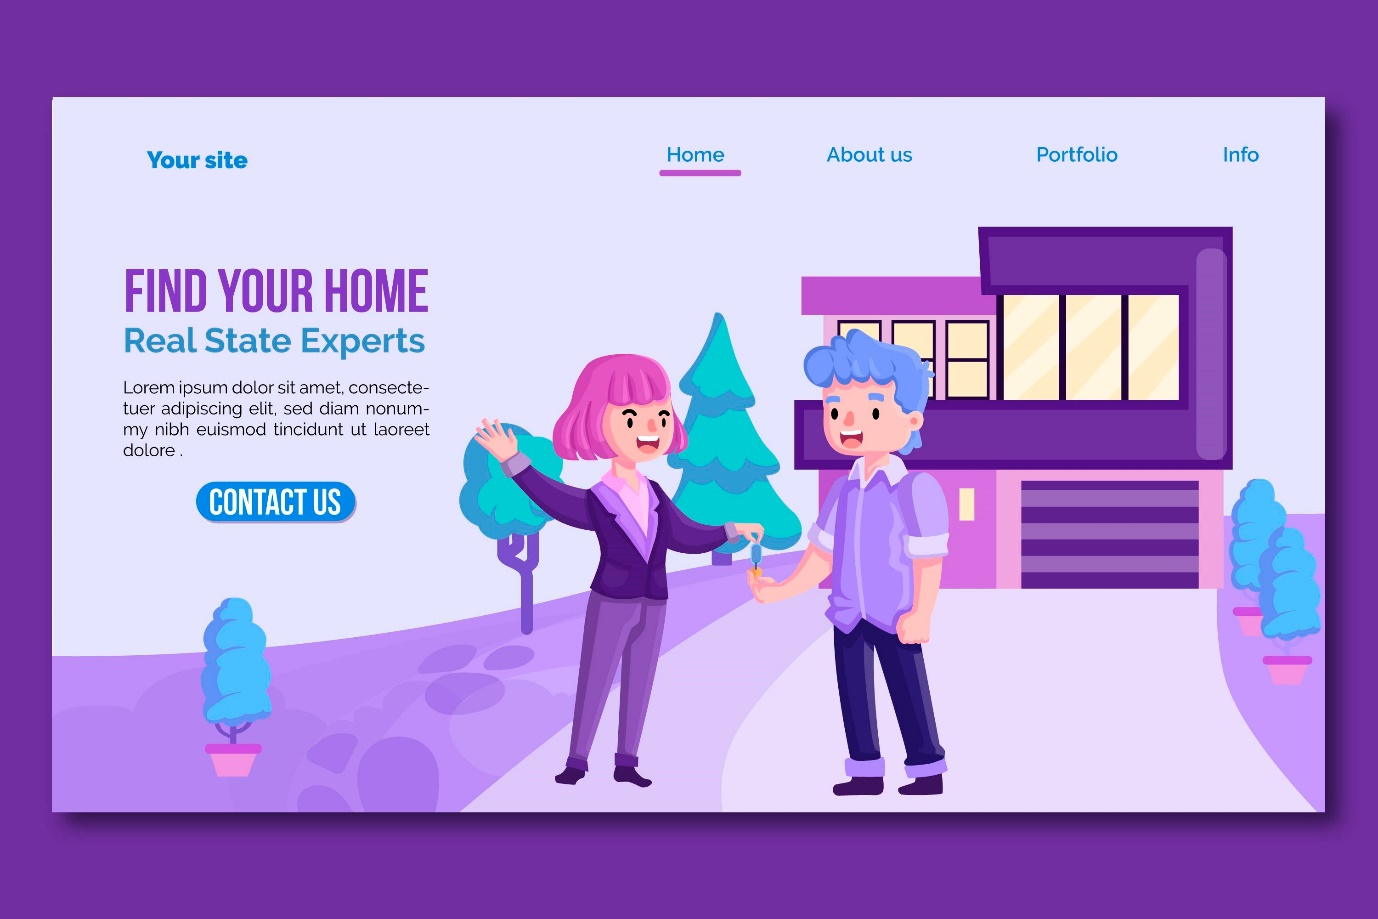 Your site
Home
About us
Portfolio
Info
FIND YOUR HOME
Real State Experts
Lorem ipsum dolor sit amet, consecte-
tuer adipiscing elit, sed diam nonum-
my nibh euismod tincidunt ut laoreet
dolore .
CONTACT US